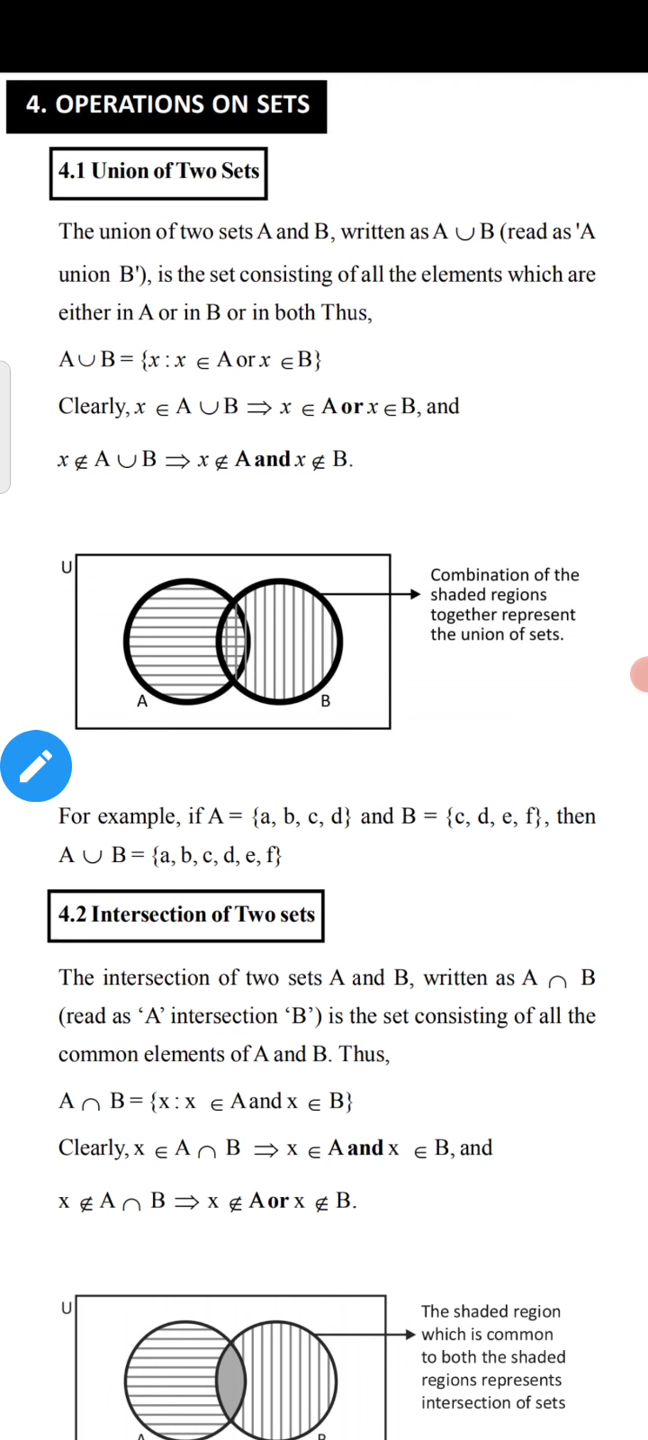 4. OPERATIONS ON SETS
4.1 Union of Two Sets
The union of two sets A and B, written as A ∪ B (read as 'A
union B'), is the set consisting of all the elements which are
either in A or in B or in both Thus,
A ∪ B = {x : x ∈ A or x ∈ B}
Clearly, x ∈ A ∪ B ⇒ x ∈ A or x ∈ B, and
x ∉ A ∪ B ⇒ x ∉ A and x ∉ B.
U
Combination of the
shaded regions
together represent
the union of sets.
A B
For example, if A = {a, b, c, d} and B = {c, d, e, f}, then
A ∪ B = {a, b, c, d, e, f}
4.2 Intersection of Two sets
The intersection of two sets A and B, written as A ∩ B
(read as ‘A’ intersection ‘B’) is the set consisting of all the
common elements of A and B. Thus,
A ∩ B = {x : x ∈ A and x ∈ B}
Clearly, x ∈ A ∩ B ⇒ x ∈ A and x ∈ B, and
x ∉ A ∩ B ⇒ x ∉ A or x ∉ B.
U
The shaded region
which is common
to both the shaded
regions represents
intersection of sets